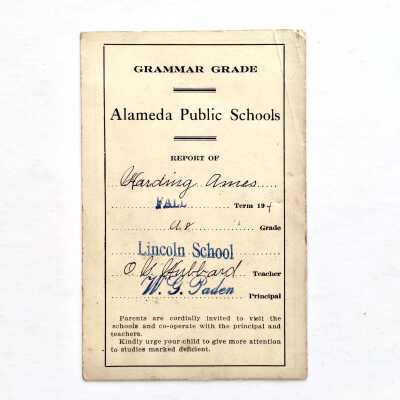 GRAMMAR GRADE
Alameda Public Schools
REPORT OF
Harding Ames
FALL Term 194
A8 Grade
Lincoln School
O. G. Hubbard Teacher
W. G. Paden
Principal
Parents are cordially invited to visit the
schools and co-operate with the principal and
teachers.
Kindly urge your child to give more attention
to studies marked deficient.